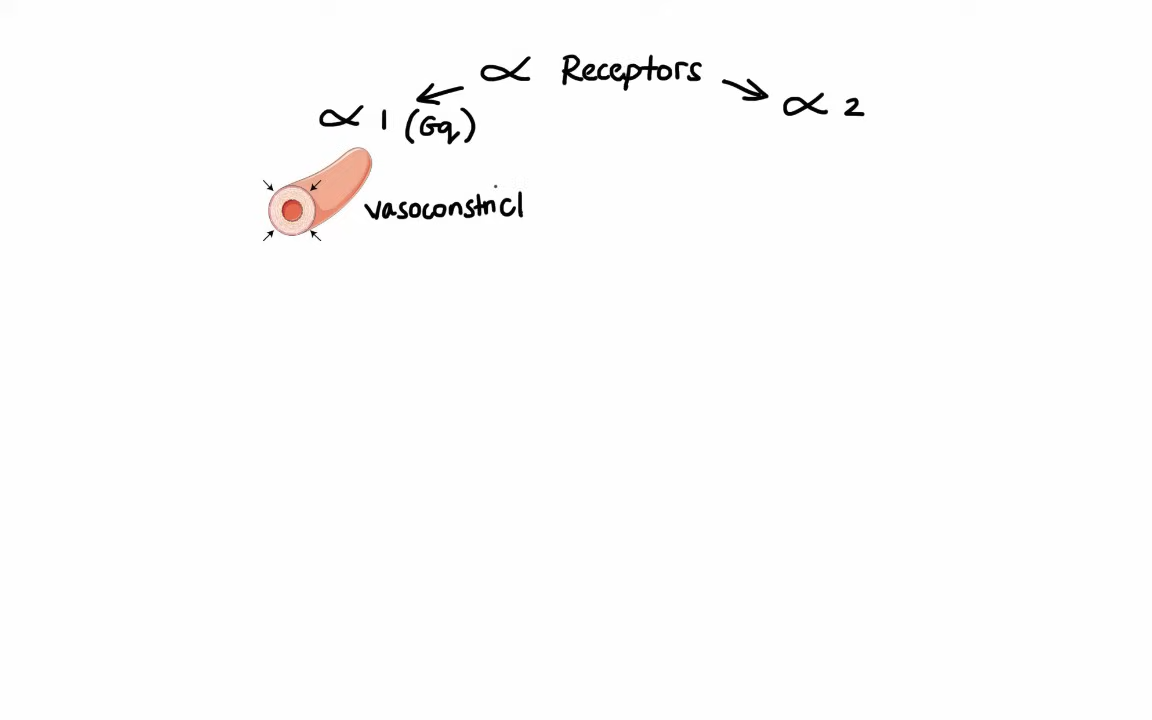 ∝ Receptors
∝ 1 (Gq)
∝ 2
vasoconstricl